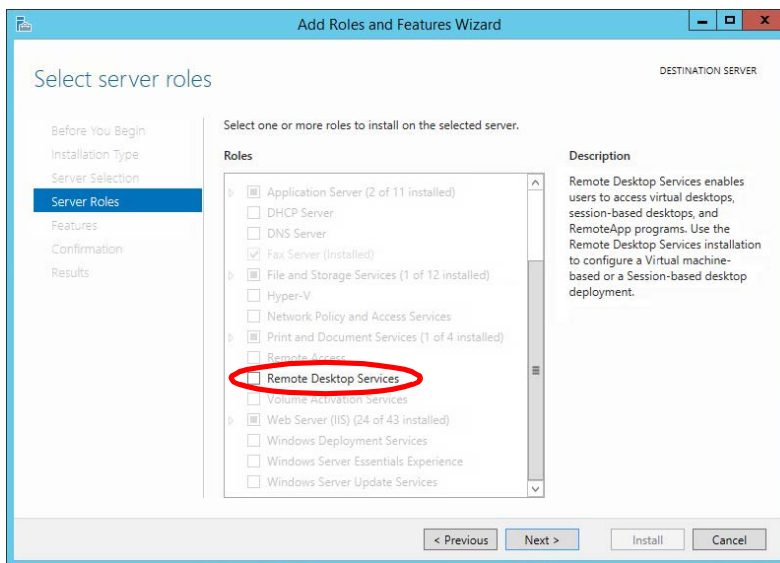 Add Roles and Features Wizard
Select server roles
DESTINATION SERVER
Before You Begin
Installation Type
Server Selection
Server Roles
Features
Confirmation
Results
Select one or more roles to install on the selected server.
Roles
Application Server (2 of 11 installed)
DHCP Server
DNS Server
Fax Server (Installed)
File and Storage Services (1 of 12 installed)
Hyper-V
Network Policy and Access Services
Print and Document Services (1 of 4 installed)
Remote Access
Remote Desktop Services
Volume Activation Services
Web Server (IIS) (24 of 43 installed)
Windows Deployment Services
Windows Server Essentials Experience
Windows Server Update Services
Description
Remote Desktop Services enables
users to access virtual desktops,
session-based desktops, and
RemoteApp programs. Use the
Remote Desktop Services installation
to configure a Virtual machine-
based or a Session-based desktop
deployment.
< Previous
Next >
Install
Cancel